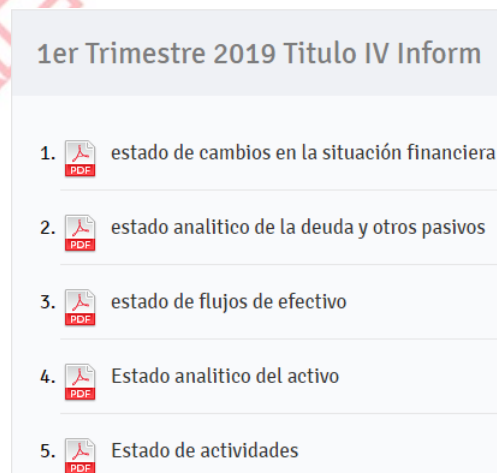 1er Trimestre 2019 Titulo IV Inform
1. PDF estado de cambios en la situación financiera
2. PDF estado analitico de la deuda y otros pasivos
3. PDF estado de flujos de efectivo
4. PDF Estado analitico del activo
5. PDF Estado de actividades